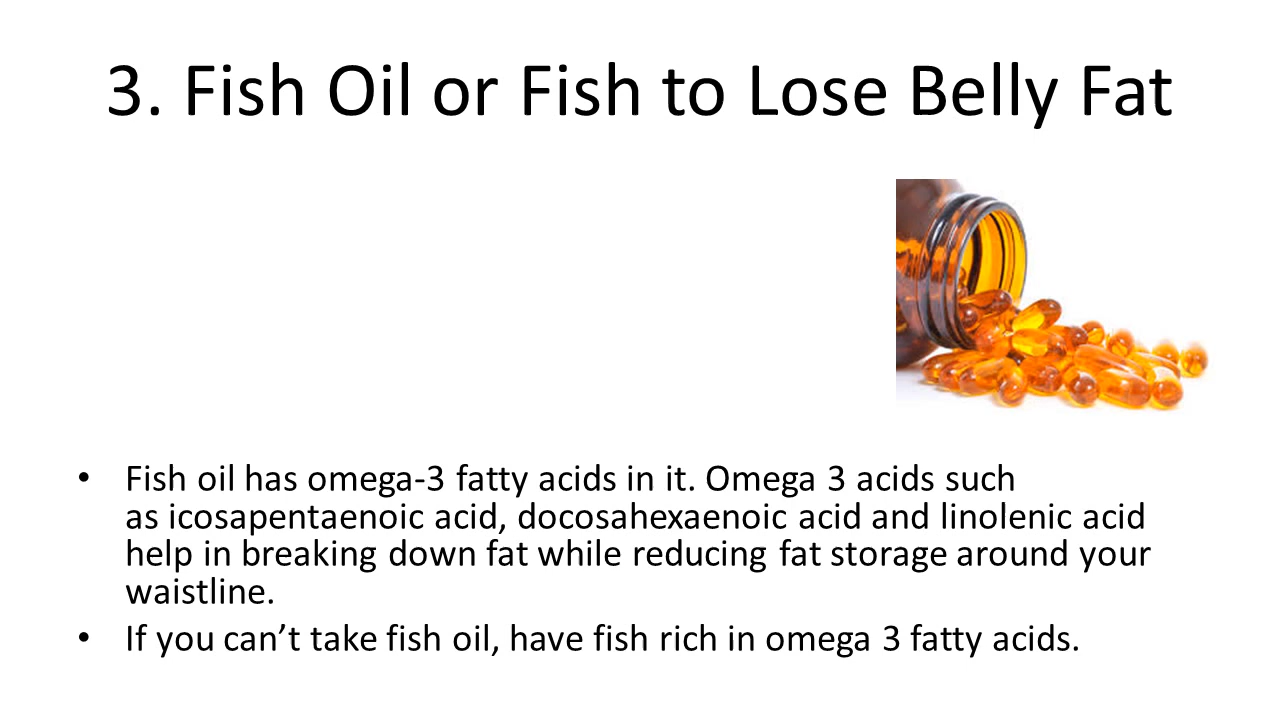 3. Fish Oil or Fish to Lose Belly Fat
• Fish oil has omega-3 fatty acids in it. Omega 3 acids such
as icosapentaenoic acid, docosahexaenoic acid and linolenic acid
help in breaking down fat while reducing fat storage around your
waistline.
• If you can’t take fish oil, have fish rich in omega 3 fatty acids.